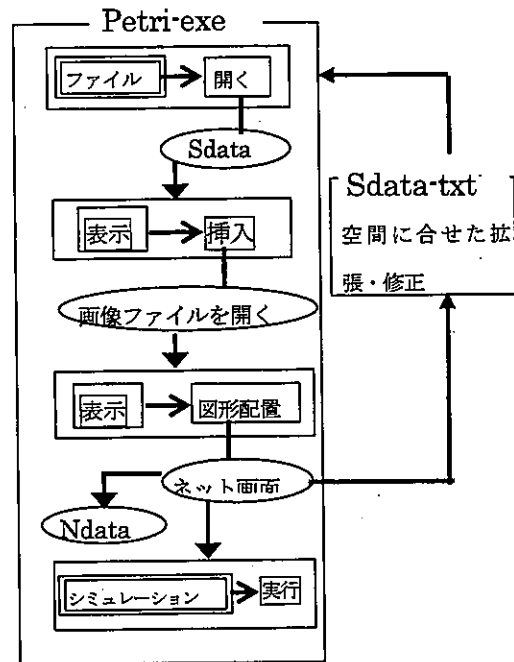 Petri-exe
ファイル
開く
Sdata
表示
挿入
画像ファイルを開く
表示
図形配置
ネット画面
Ndata
シミュレーション
実行
Sdata-txt
空間に合せた拡
張・修正